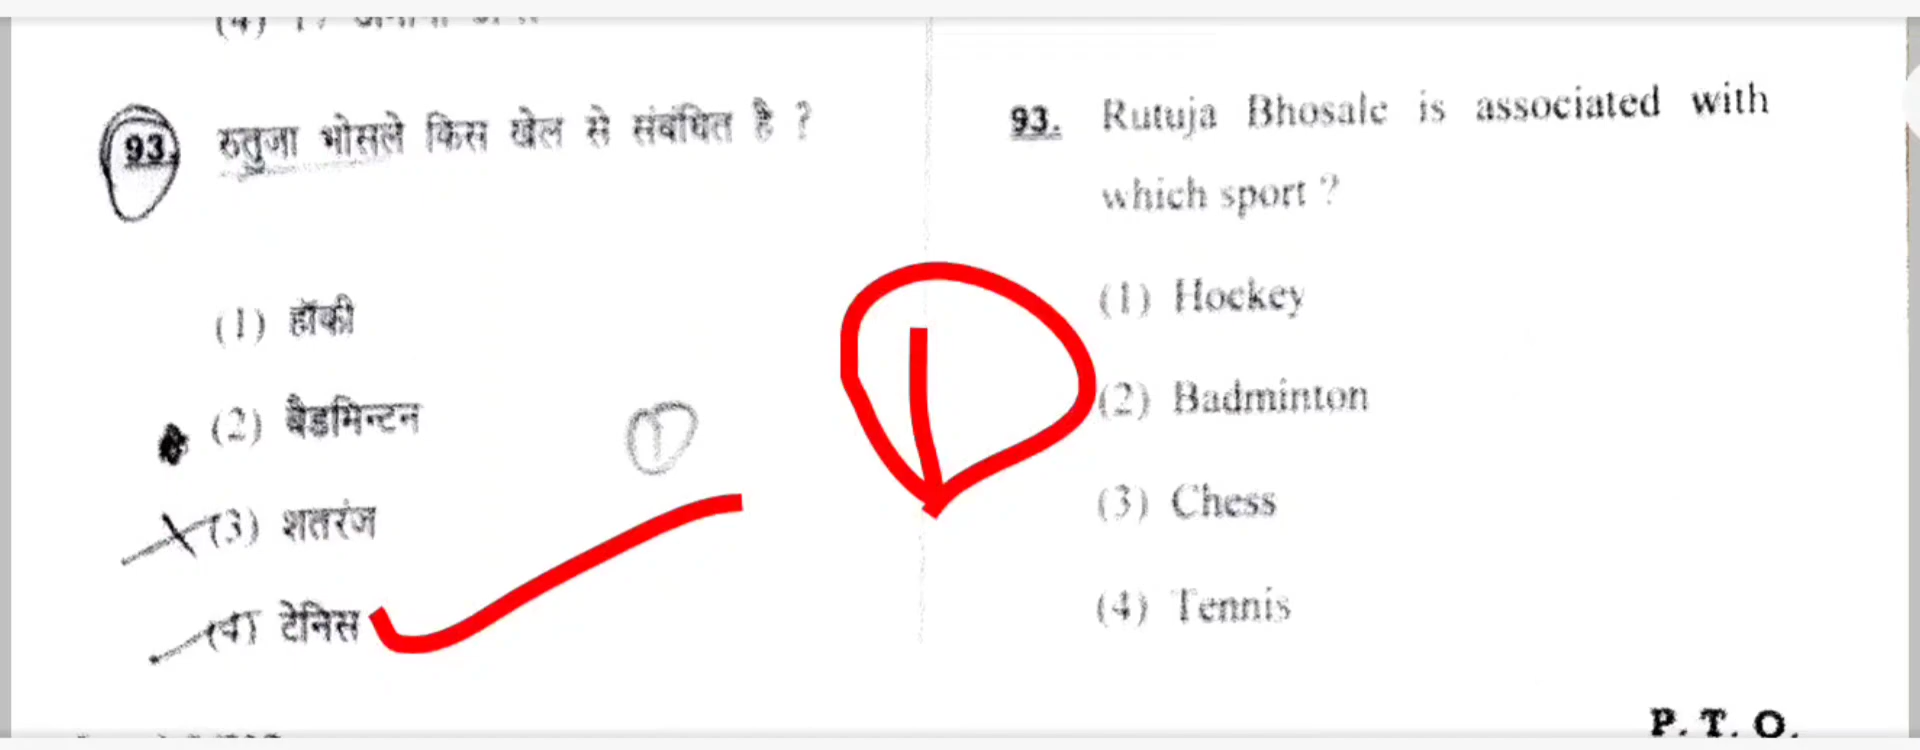 93. रुतुजा भोसले किस खेल से संबंधित है ?
(1) हॉकी
(2) बैडमिन्टन
(3) शतरंज
(4) टेनिस
1
93. Rutuja Bhosale is associated with
which sport ?
(1) Hockey
(2) Badminton
(3) Chess
(4) Tennis
P. T. O.